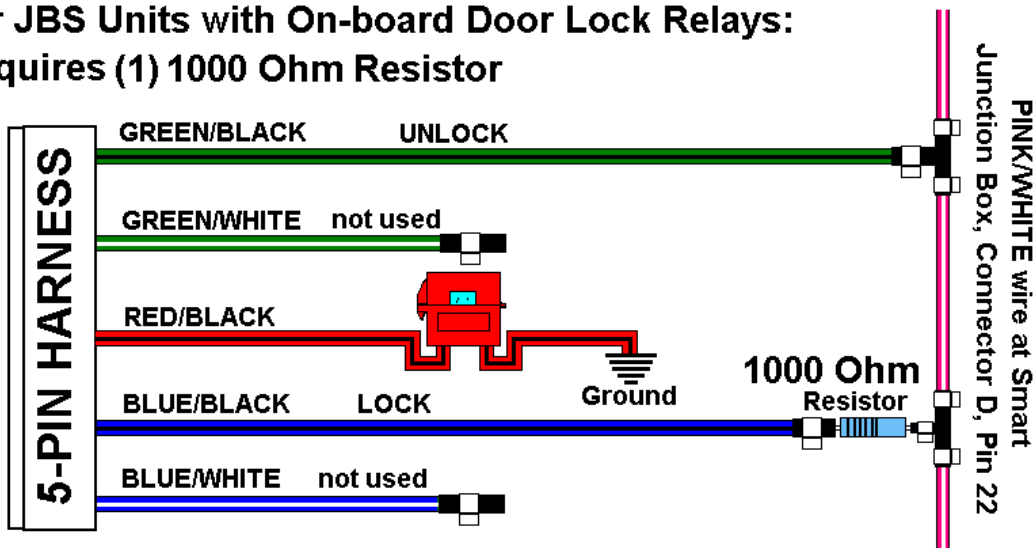 JBS Units with On-board Door Lock Relays:
(1) 1000 Ohm Resistor
5-PIN HARNESS
GREEN/BLACK UNLOCK
GREEN/WHITE not used
RED/BLACK
Ground
1000 Ohm
Resistor
BLUE/BLACK LOCK
BLUE/WHITE not used
PINK/WHITE wire at Smart
Junction Box, Connector D, Pin 22